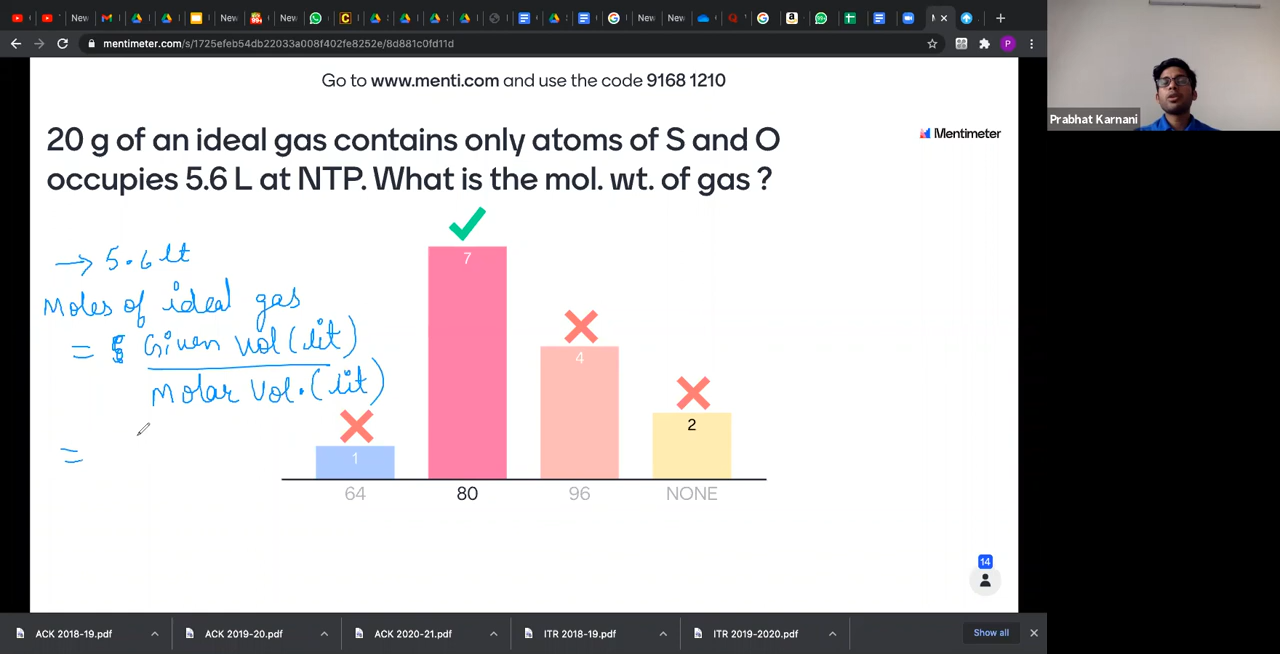 New New New
mentimeter.com/s/1725efeb54db22033a008f402fe8252e/8d881c0fd11d
Go to www.menti.com and use the code 9168 1210
Mentimeter
20 g of an ideal gas contains only atoms of S and O
occupies 5.6 L at NTP. What is the mol. wt. of gas ?
Prabhat Karnani
→ 5.6 lt
Moles of ideal gas
= Given vol (lit)
Molar vol. (lit)
=
7
4
2
1
64 80 96 NONE
14
ACK 2018-19.pdf ACK 2019-20.pdf ACK 2020-21.pdf ITR 2018-19.pdf ITR 2019-2020.pdf Show all